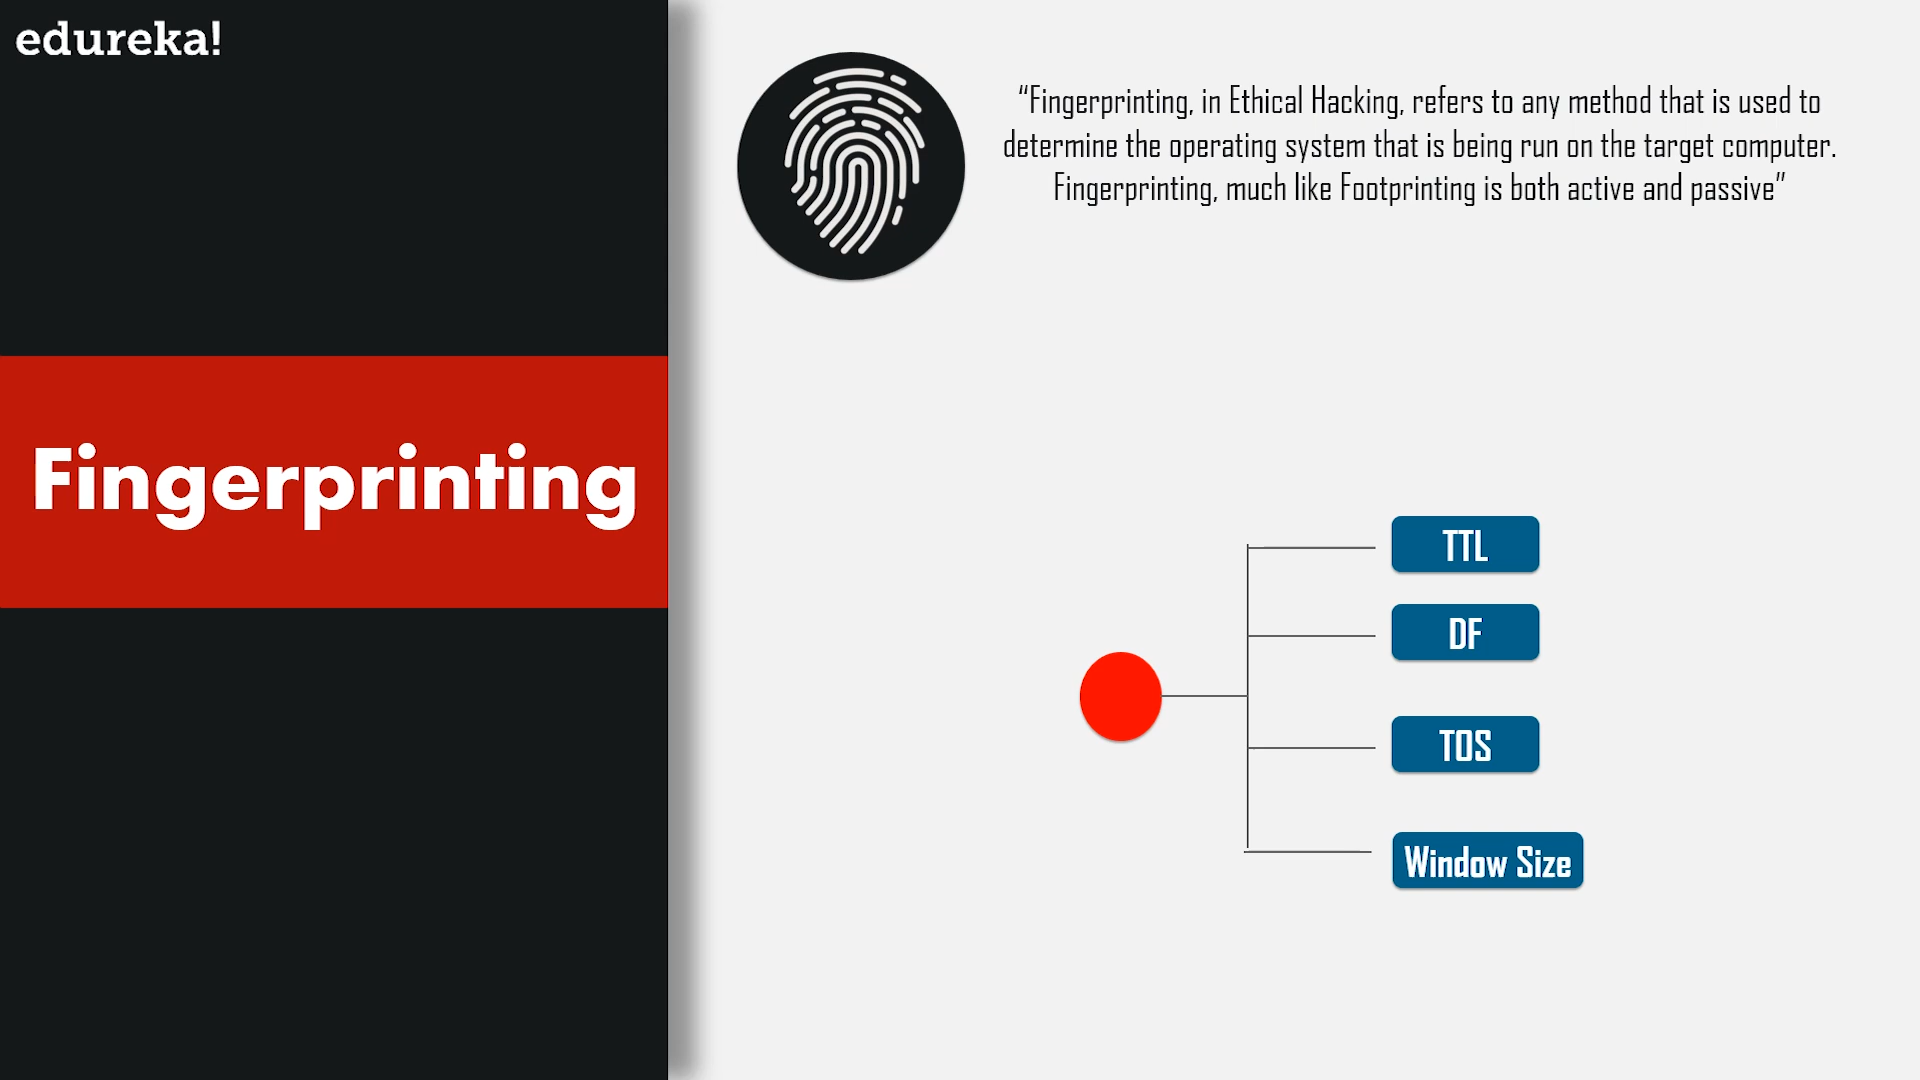 edureka!
Fingerprinting
“Fingerprinting, in Ethical Hacking, refers to any method that is used to
determine the operating system that is being run on the target computer.
Fingerprinting, much like Footprinting is both active and passive”
TTL
DF
TOS
Window Size